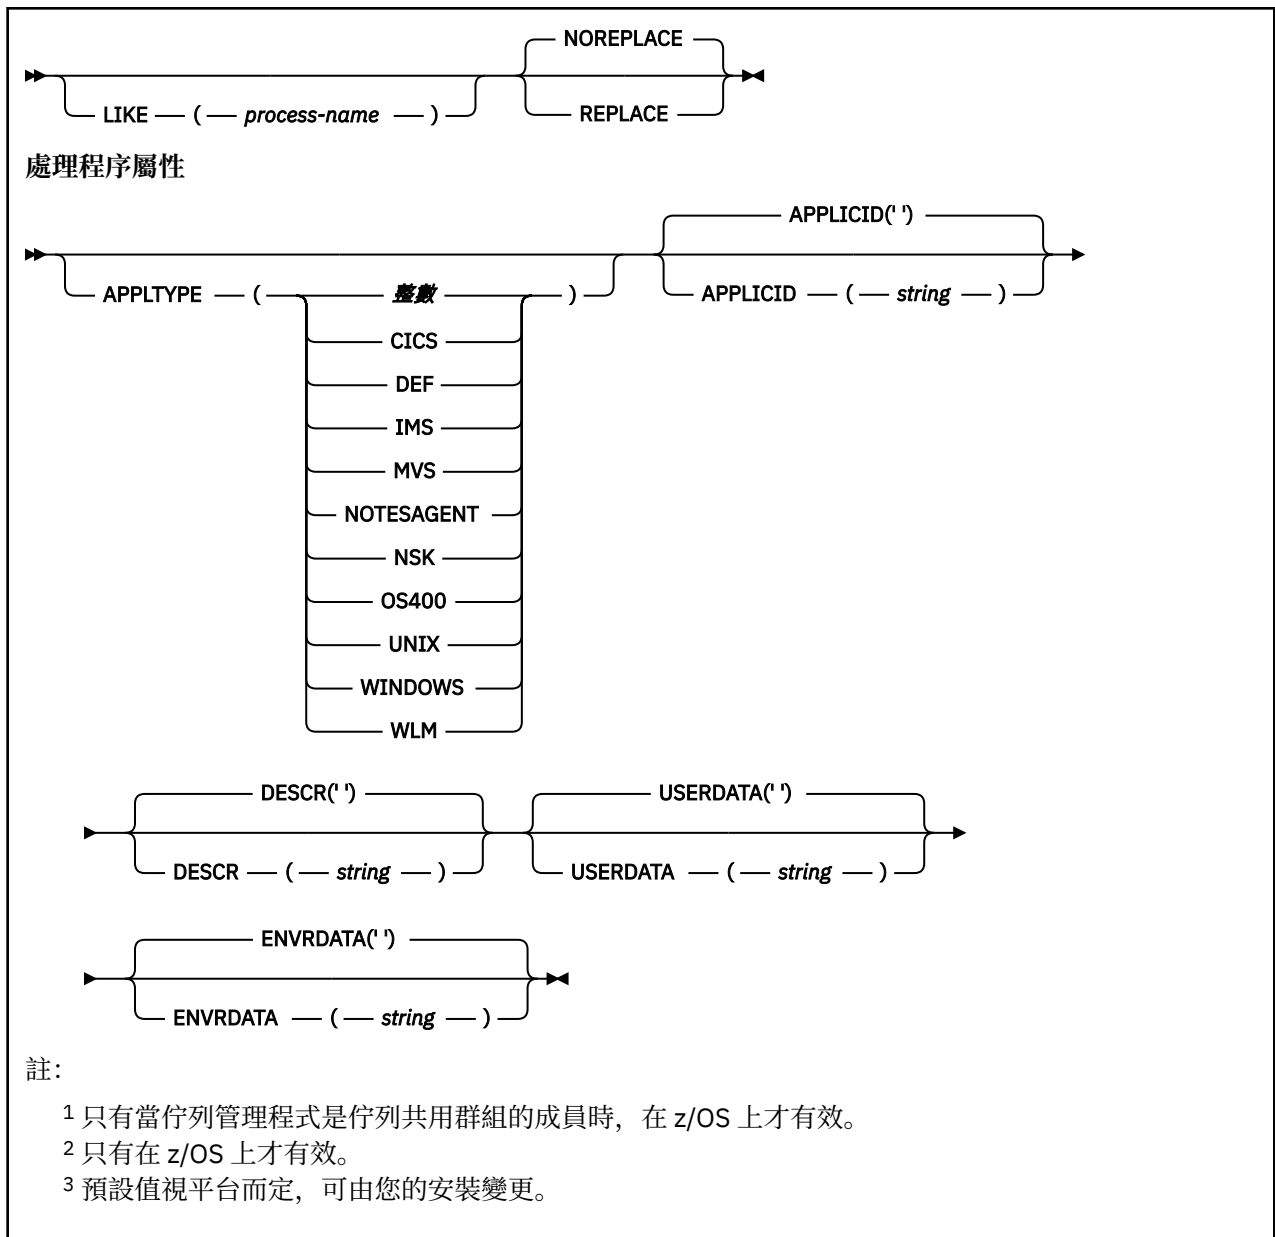 NOREPLACE
LIKE ( process-name )
REPLACE
處理程序屬性
APPLICID(' ')
APPLTYPE ( 整數 ) APPLICID ( string )
CICS
DEF
IMS
MVS
NOTESAGENT
NSK
OS400
UNIX
WINDOWS
WLM
DESCR(' ') USERDATA(' ')
DESCR ( string ) USERDATA ( string )
ENVRDATA(' ')
ENVRDATA ( string )
註：
1 只有當佇列管理程式是佇列共用群組的成員時，在 z/OS 上才有效。
2 只有在 z/OS 上才有效。
3 預設值視平台而定，可由您的安裝變更。